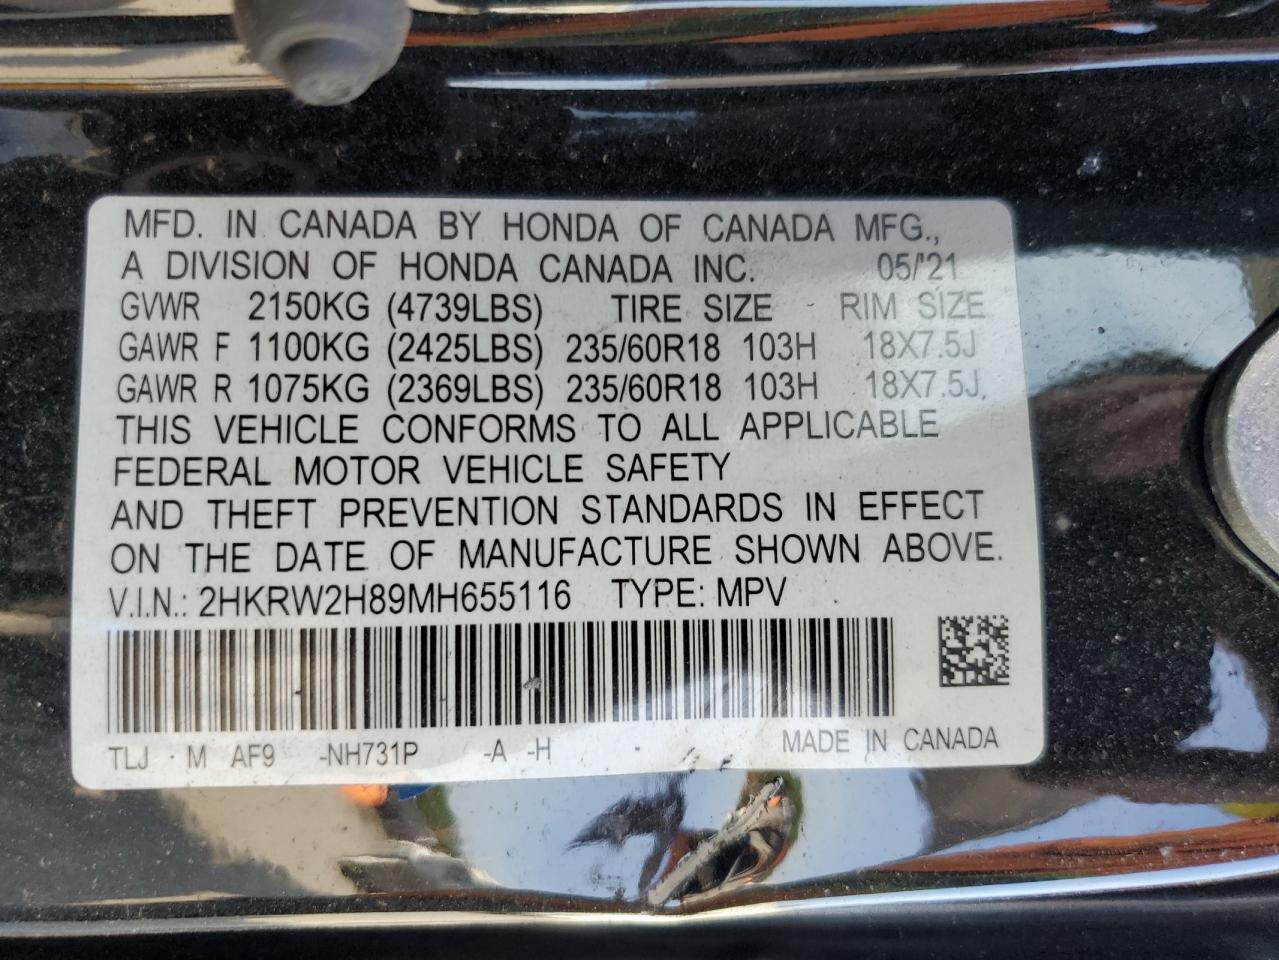 MFD. IN CANADA BY HONDA OF CANADA MFG.,
A DIVISION OF HONDA CANADA INC. 05/'21
GVWR 2150KG (4739LBS) TIRE SIZE RIM SIZE
GAWR F 1100KG (2425LBS) 235/60R18 103H 18X7.5J
GAWR R 1075KG (2369LBS) 235/60R18 103H 18X7.5J,
THIS VEHICLE CONFORMS TO ALL APPLICABLE
FEDERAL MOTOR VEHICLE SAFETY
AND THEFT PREVENTION STANDARDS IN EFFECT
ON THE DATE OF MANUFACTURE SHOWN ABOVE.
V.I.N.: 2HKRW2H89MH655116 TYPE: MPV
TLJ M AF9 -NH731P -A -H - MADE IN CANADA